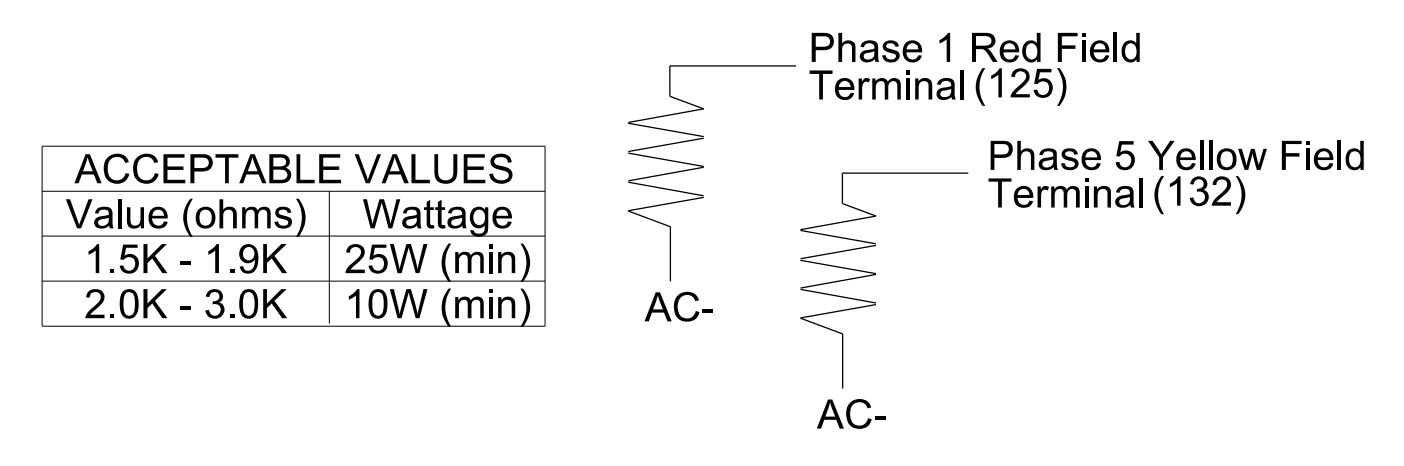 ACCEPTABLE VALUES
Value (ohms) Wattage
1.5K - 1.9K 25W (min)
2.0K - 3.0K 10W (min)
Phase 1 Red Field
Terminal (125)
AC-
Phase 5 Yellow Field
Terminal (132)
AC-